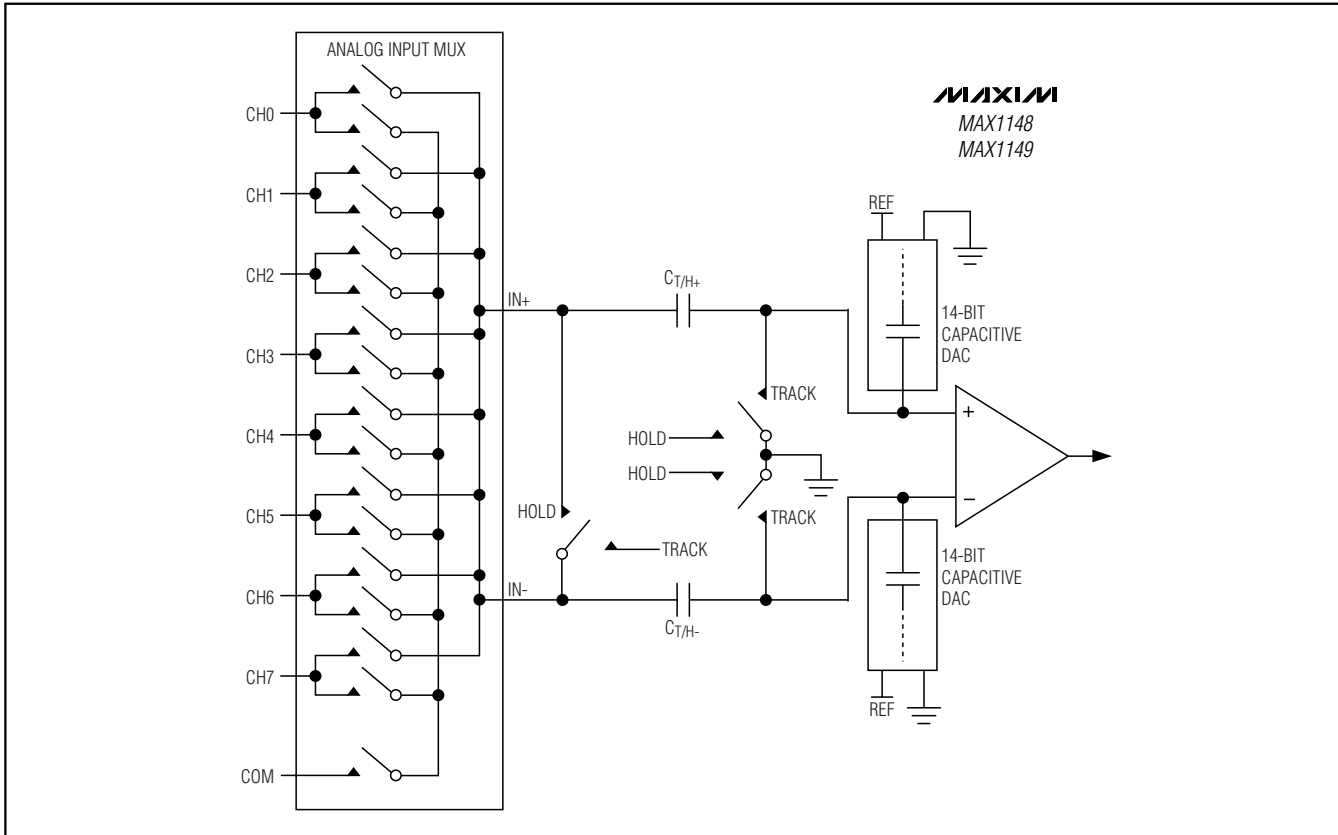 ANALOG INPUT MUX
CH0
CH1
CH2
CH3
CH4
CH5
CH6
CH7
COM
IN+
IN-
CT/H+
CT/H-
HOLD
TRACK
TRACK
HOLD
HOLD
TRACK
MAXIM
MAX1148
MAX1149
REF
14-BIT
CAPACITIVE
DAC
+
−
14-BIT
CAPACITIVE
DAC
REF